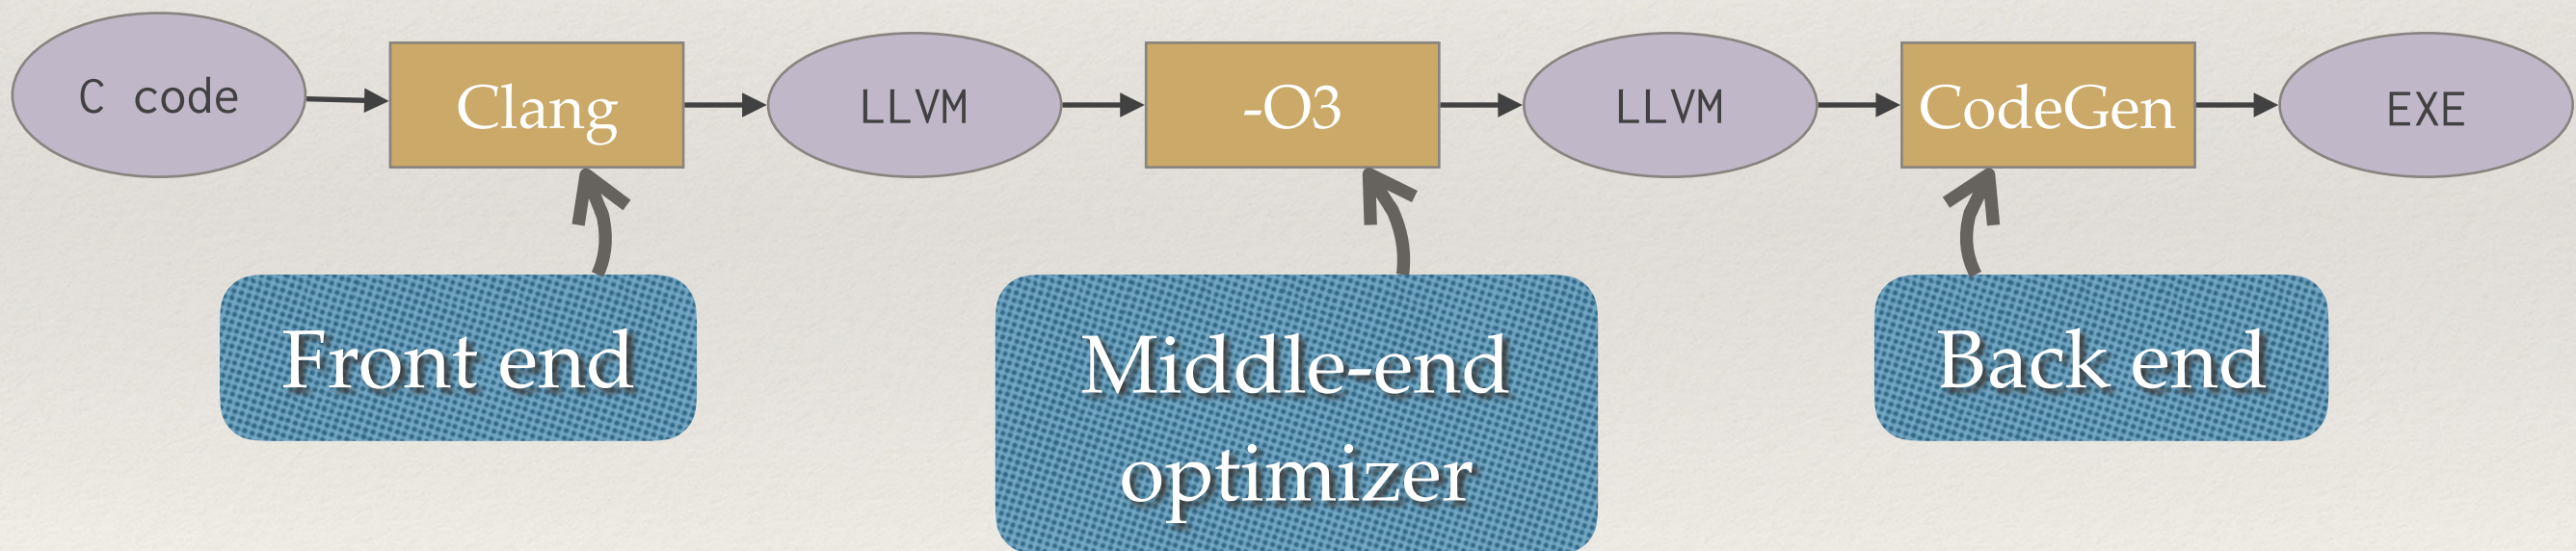 C code
Clang
LLVM
-O3
LLVM
CodeGen
EXE
Front end
Middle-end
optimizer
Back end